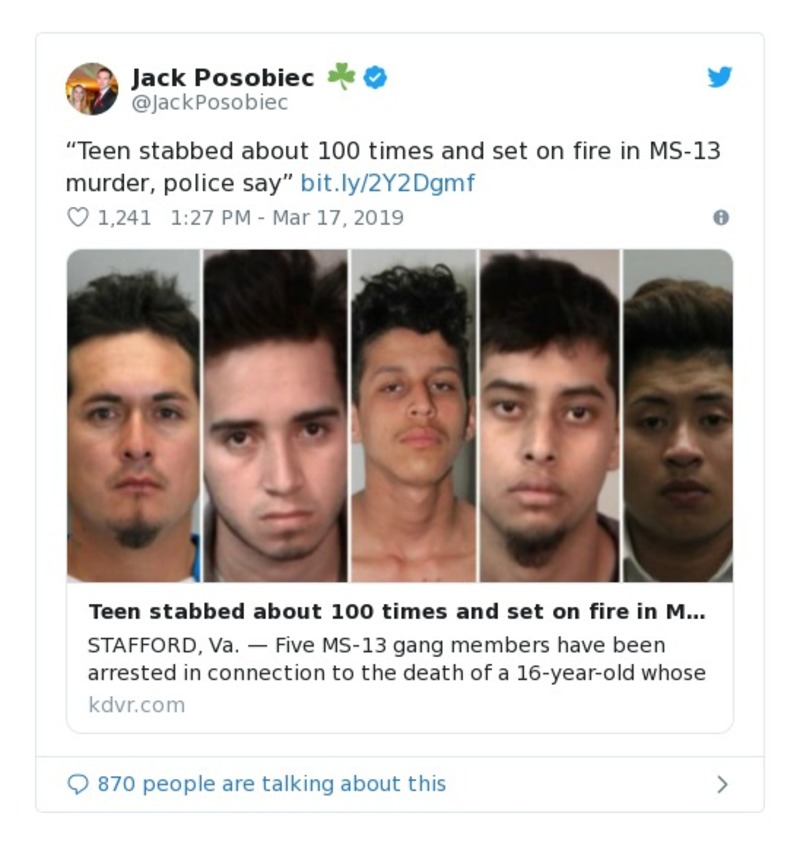 Jack Posobiec ☘️
@JackPosobiec
“Teen stabbed about 100 times and set on fire in MS-13
murder, police say” bit.ly/2Y2Dgmf
1,241 1:27 PM - Mar 17, 2019
Teen stabbed about 100 times and set on fire in M…
STAFFORD, Va. — Five MS-13 gang members have been
arrested in connection to the death of a 16-year-old whose
kdvr.com
870 people are talking about this